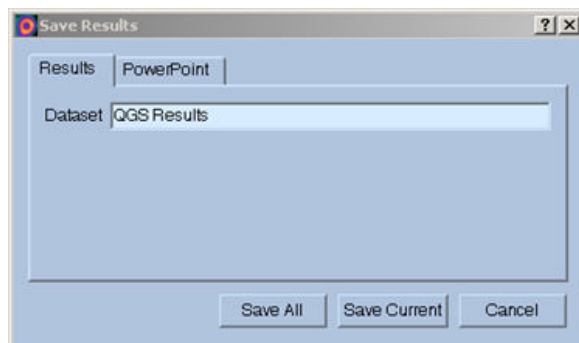 Save Results
Results PowerPoint
Dataset QGS Results
Save All Save Current Cancel